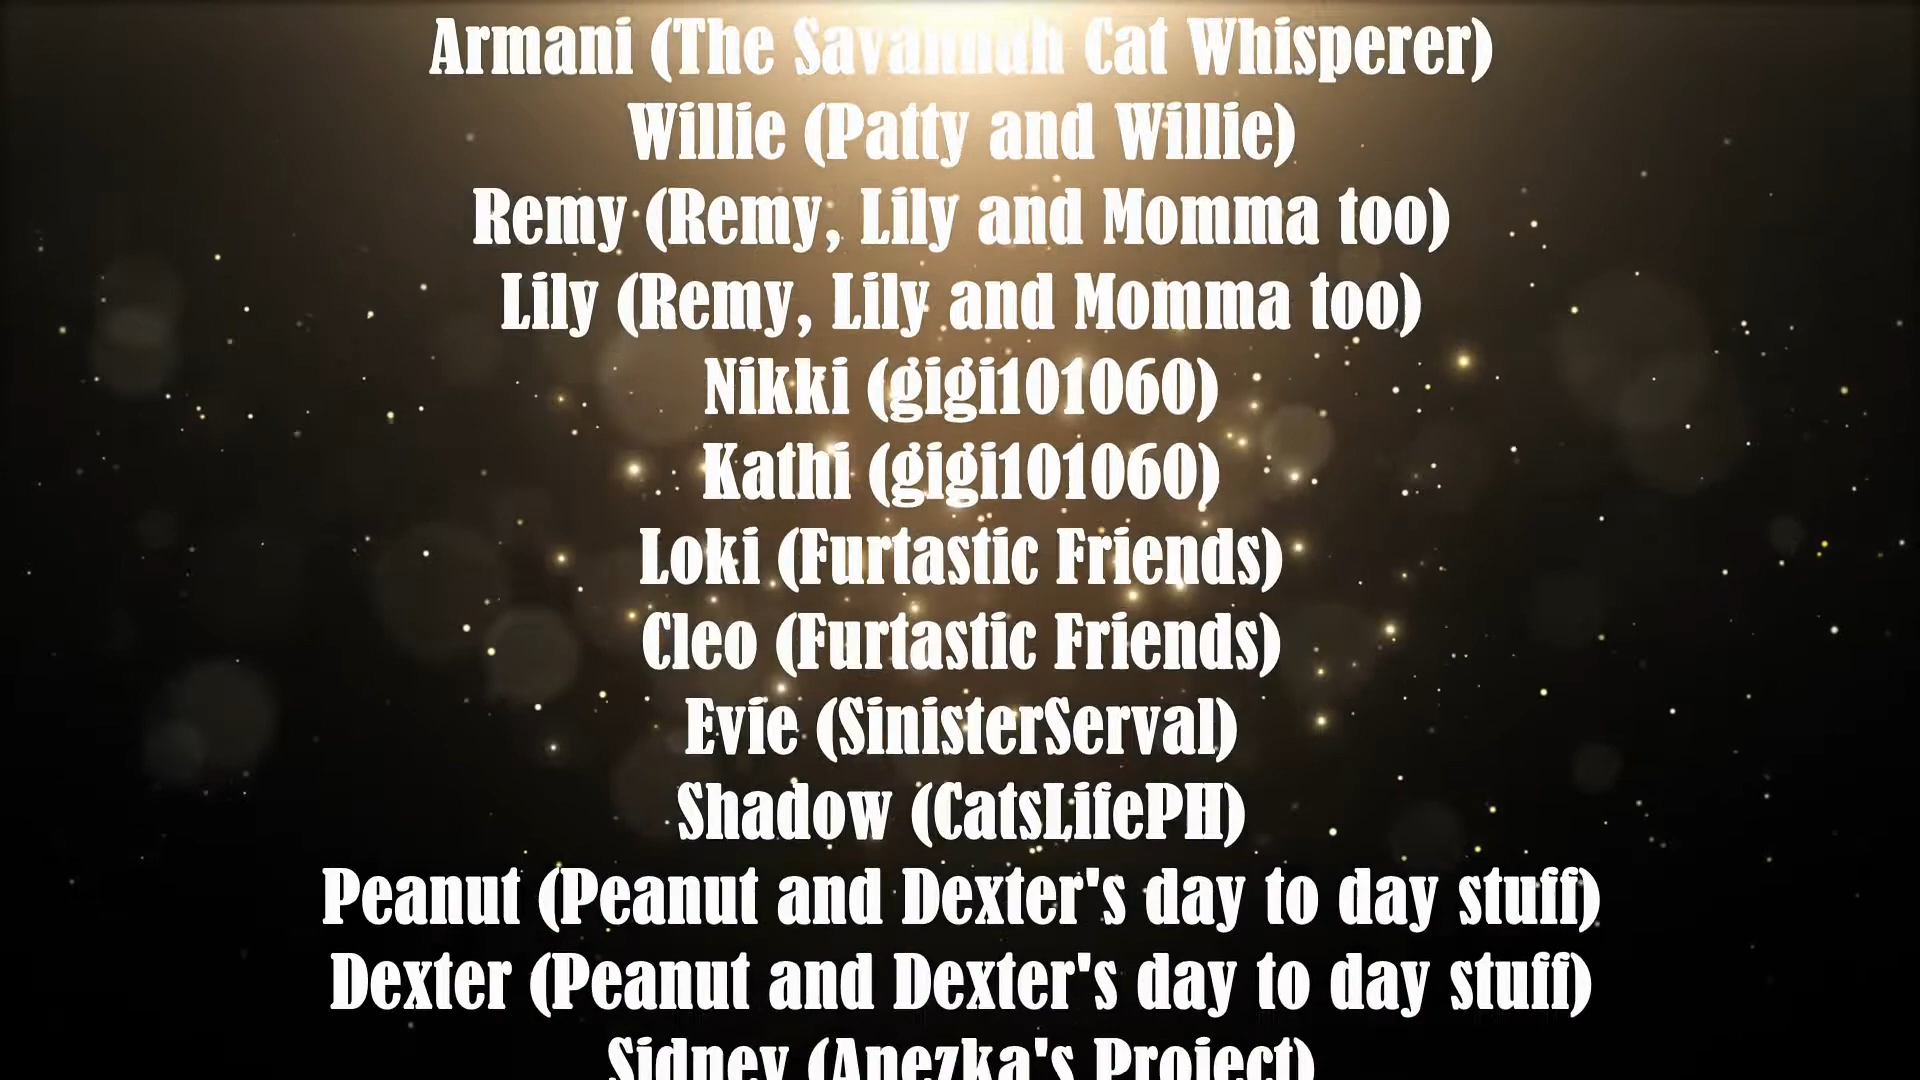 Armani (The Savannah Cat Whisperer)
Willie (Patty and Willie)
Remy (Remy, Lily and Momma too)
Lily (Remy, Lily and Momma too)
Nikki (gigi101060)
Kathi (gigi101060)
Loki (Furtastic Friends)
Cleo (Furtastic Friends)
Evie (SinisterServal)
Shadow (CatsLifePH)
Peanut (Peanut and Dexter's day to day stuff)
Dexter (Peanut and Dexter's day to day stuff)
Sidney (Anezka's Project)